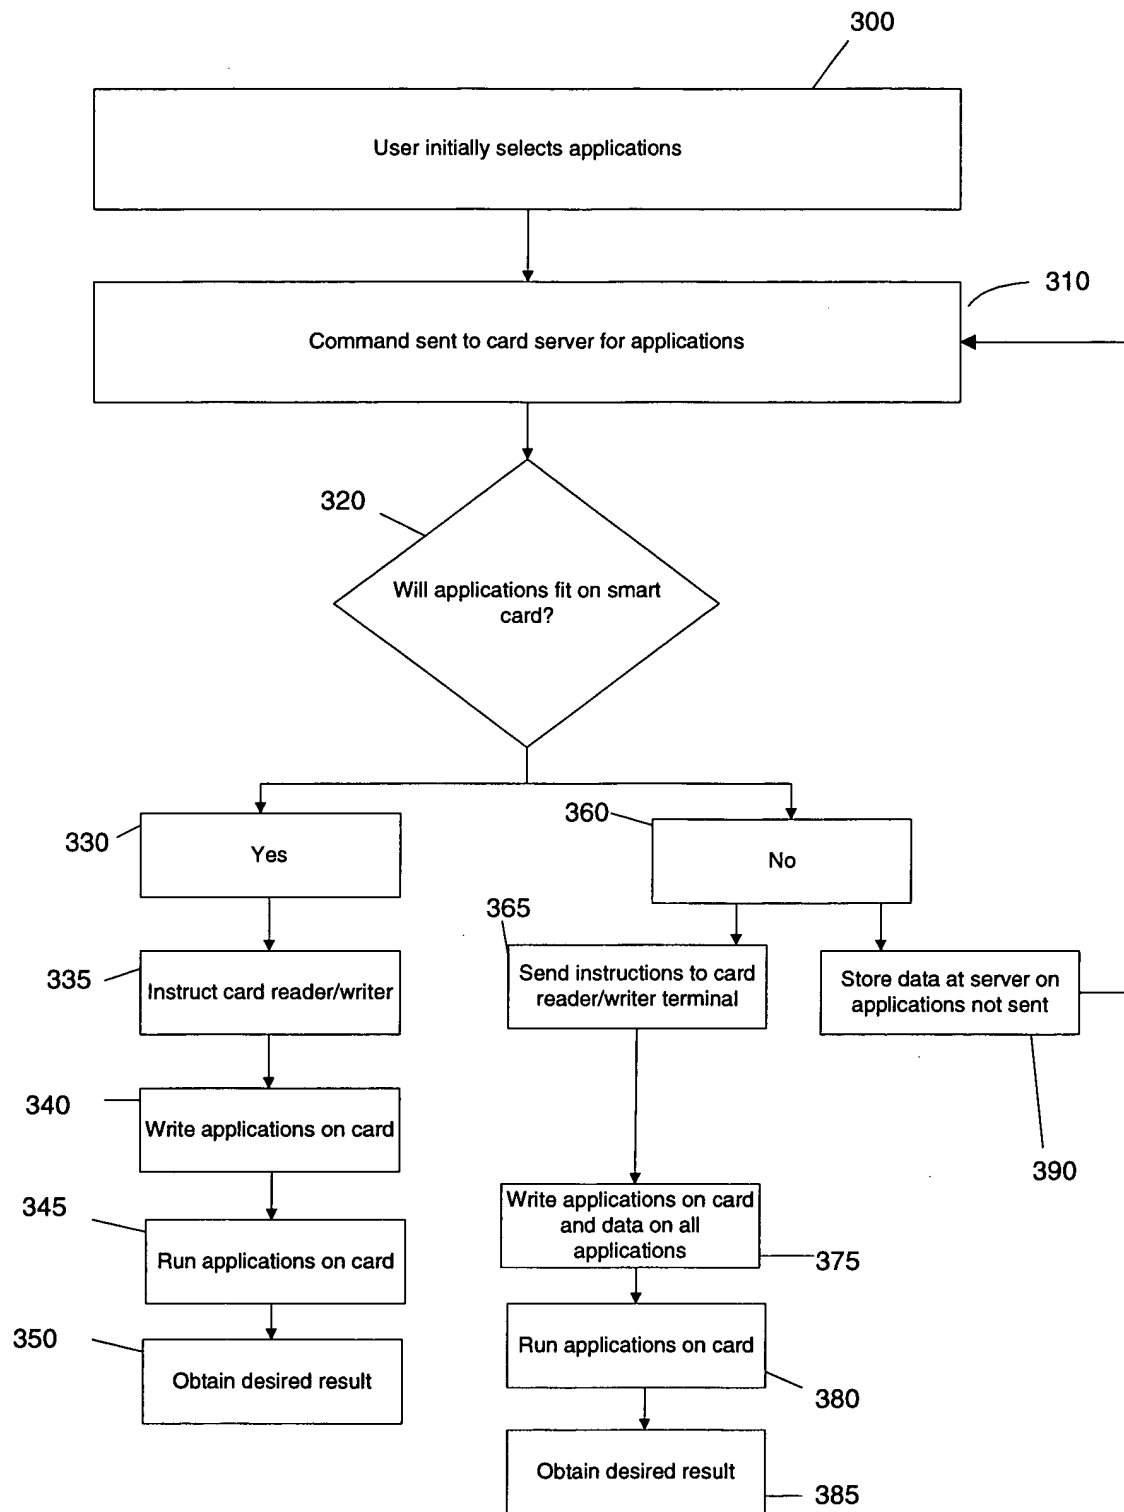 300
User initially selects applications
310
Command sent to card server for applications
320
Will applications fit on smart
card?
330
Yes
360
No
335
Instruct card reader/writer
365
Send instructions to card
reader/writer terminal
Store data at server on
applications not sent
390
340
Write applications on card
345
Run applications on card
350
Obtain desired result
Write applications on card
and data on all
applications
375
Run applications on card
380
Obtain desired result
385